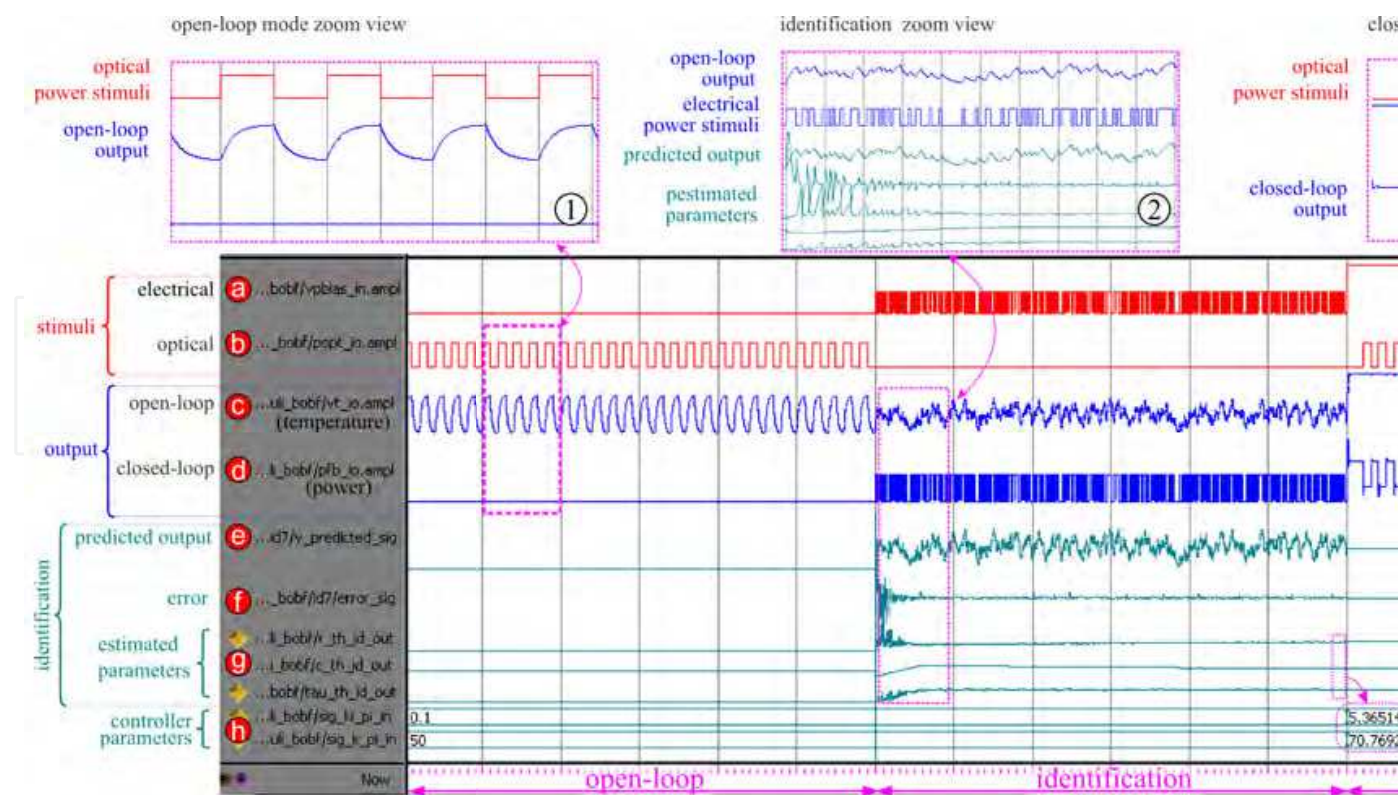 open-loop mode zoom view
identification zoom view
clos
optical
power stimuli
open-loop
output
①
open-loop
output
electrical
power stimuli
predicted output
pestimated
parameters
②
optical
power stimuli
closed-loop
output
stimuli
electrical
a ...bobf/vpbias_in.ampl
optical
b ..._bobf/popt_io.ampl
output
open-loop
c ...uli_bobf/vt_io.ampl
(temperature)
closed-loop
d ...li_bobf/pfb_io.ampl
(power)
identification
predicted output
e ...id7/v_predicted_sig
error
f ..._bobf/id7/error_sig
estimated
parameters
g
...li_bobf/r_th_id_out
...i_bobf/c_th_id_out
...bobf/tau_th_id_out
controller
parameters
h
...li_bobf/sig_ki_pi_in 0.1 5.36514
...uli_bobf/sig_k_pi_in 50 70.7692
Now
open-loop
identification